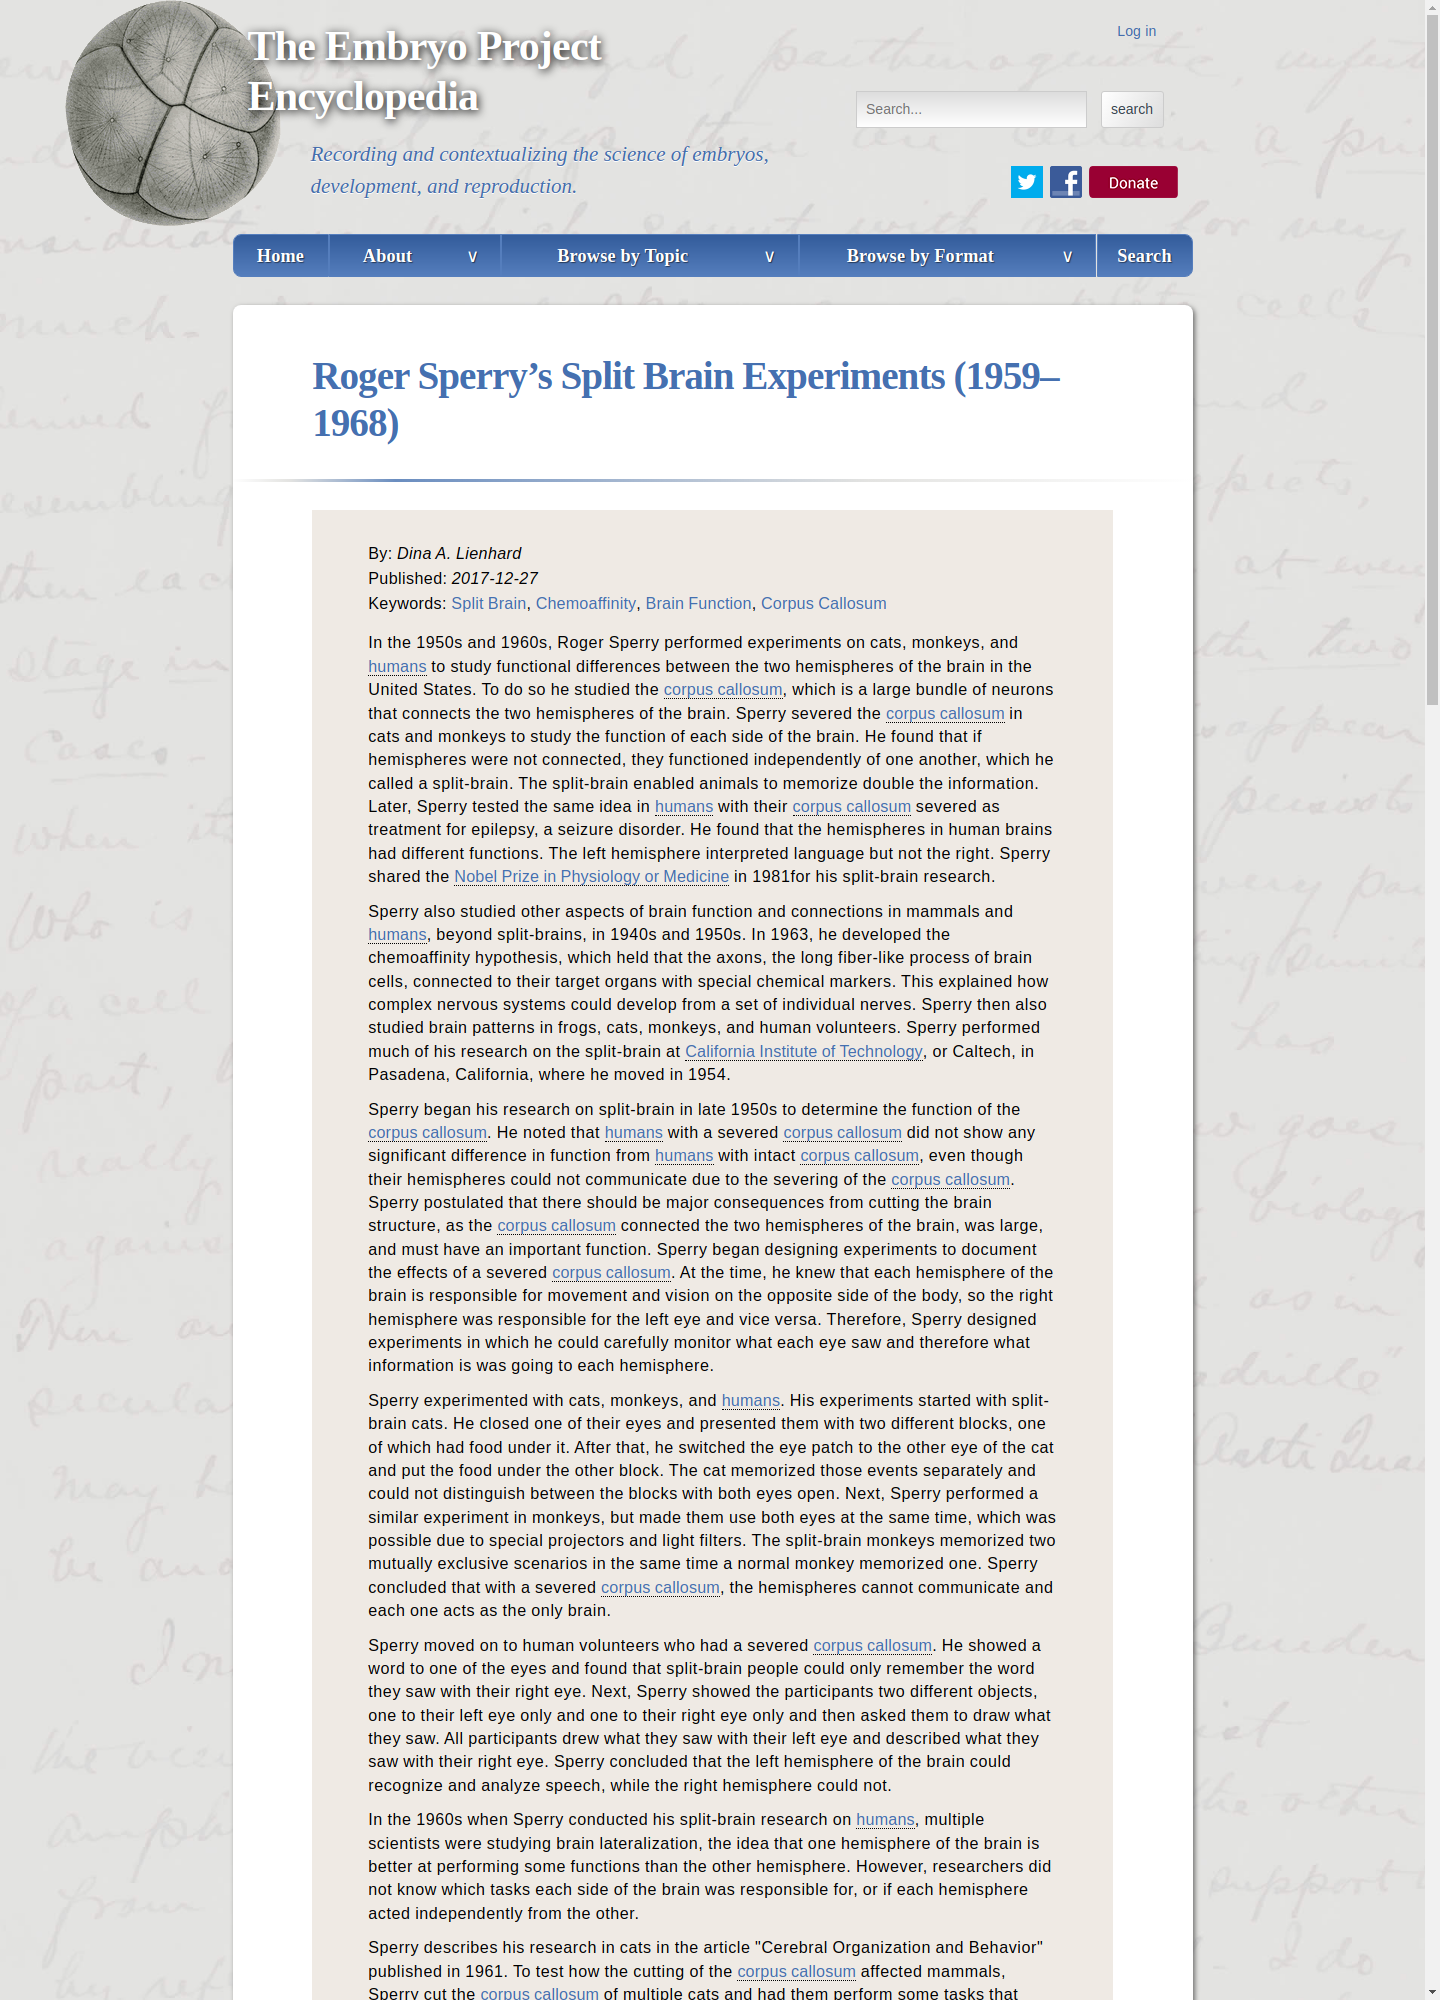 The Embryo Project
Encyclopedia
Recording and contextualizing the science of embryos,
development, and reproduction.
Log in
Search...
search
Donate
Home
About
∨
Browse by Topic
∨
Browse by Format
∨
Search
Roger Sperry’s Split Brain Experiments (1959–
1968)
By: Dina A. Lienhard
Published: 2017-12-27
Keywords: Split Brain, Chemoaffinity, Brain Function, Corpus Callosum
In the 1950s and 1960s, Roger Sperry performed experiments on cats, monkeys, and
humans to study functional differences between the two hemispheres of the brain in the
United States. To do so he studied the corpus callosum, which is a large bundle of neurons
that connects the two hemispheres of the brain. Sperry severed the corpus callosum in
cats and monkeys to study the function of each side of the brain. He found that if
hemispheres were not connected, they functioned independently of one another, which he
called a split-brain. The split-brain enabled animals to memorize double the information.
Later, Sperry tested the same idea in humans with their corpus callosum severed as
treatment for epilepsy, a seizure disorder. He found that the hemispheres in human brains
had different functions. The left hemisphere interpreted language but not the right. Sperry
shared the Nobel Prize in Physiology or Medicine in 1981for his split-brain research.
Sperry also studied other aspects of brain function and connections in mammals and
humans, beyond split-brains, in 1940s and 1950s. In 1963, he developed the
chemoaffinity hypothesis, which held that the axons, the long fiber-like process of brain
cells, connected to their target organs with special chemical markers. This explained how
complex nervous systems could develop from a set of individual nerves. Sperry then also
studied brain patterns in frogs, cats, monkeys, and human volunteers. Sperry performed
much of his research on the split-brain at California Institute of Technology, or Caltech, in
Pasadena, California, where he moved in 1954.
Sperry began his research on split-brain in late 1950s to determine the function of the
corpus callosum. He noted that humans with a severed corpus callosum did not show any
significant difference in function from humans with intact corpus callosum, even though
their hemispheres could not communicate due to the severing of the corpus callosum.
Sperry postulated that there should be major consequences from cutting the brain
structure, as the corpus callosum connected the two hemispheres of the brain, was large,
and must have an important function. Sperry began designing experiments to document
the effects of a severed corpus callosum. At the time, he knew that each hemisphere of the
brain is responsible for movement and vision on the opposite side of the body, so the right
hemisphere was responsible for the left eye and vice versa. Therefore, Sperry designed
experiments in which he could carefully monitor what each eye saw and therefore what
information is was going to each hemisphere.
Sperry experimented with cats, monkeys, and humans. His experiments started with split-
brain cats. He closed one of their eyes and presented them with two different blocks, one
of which had food under it. After that, he switched the eye patch to the other eye of the cat
and put the food under the other block. The cat memorized those events separately and
could not distinguish between the blocks with both eyes open. Next, Sperry performed a
similar experiment in monkeys, but made them use both eyes at the same time, which was
possible due to special projectors and light filters. The split-brain monkeys memorized two
mutually exclusive scenarios in the same time a normal monkey memorized one. Sperry
concluded that with a severed corpus callosum, the hemispheres cannot communicate and
each one acts as the only brain.
Sperry moved on to human volunteers who had a severed corpus callosum. He showed a
word to one of the eyes and found that split-brain people could only remember the word
they saw with their right eye. Next, Sperry showed the participants two different objects,
one to their left eye only and one to their right eye only and then asked them to draw what
they saw. All participants drew what they saw with their left eye and described what they
saw with their right eye. Sperry concluded that the left hemisphere of the brain could
recognize and analyze speech, while the right hemisphere could not.
In the 1960s when Sperry conducted his split-brain research on humans, multiple
scientists were studying brain lateralization, the idea that one hemisphere of the brain is
better at performing some functions than the other hemisphere. However, researchers did
not know which tasks each side of the brain was responsible for, or if each hemisphere
acted independently from the other.
Sperry describes his research in cats in the article "Cerebral Organization and Behavior"
published in 1961. To test how the cutting of the corpus callosum affected mammals,
Sperry cut the corpus callosum of multiple cats and had them perform some tasks that